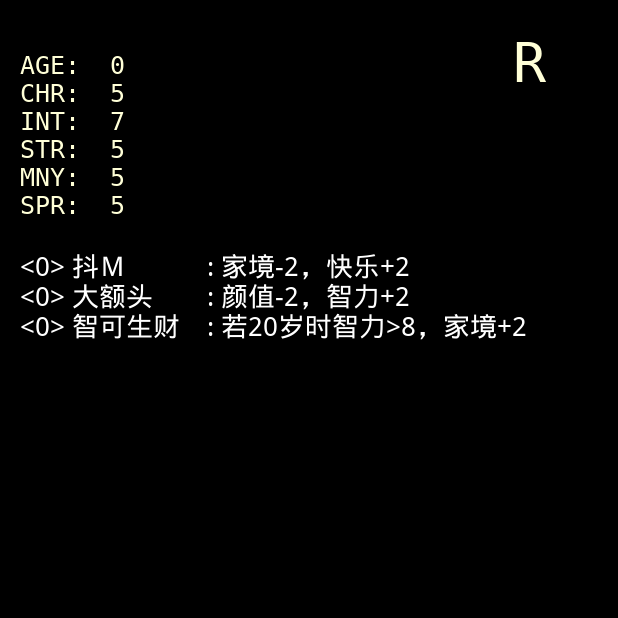 R
AGE: 0
CHR: 5
INT: 7
STR: 5
MNY: 5
SPR: 5
<0> 抖M : 家境-2，快乐+2
<0> 大额头 : 颜值-2，智力+2
<0> 智可生财 : 若20岁时智力>8，家境+2